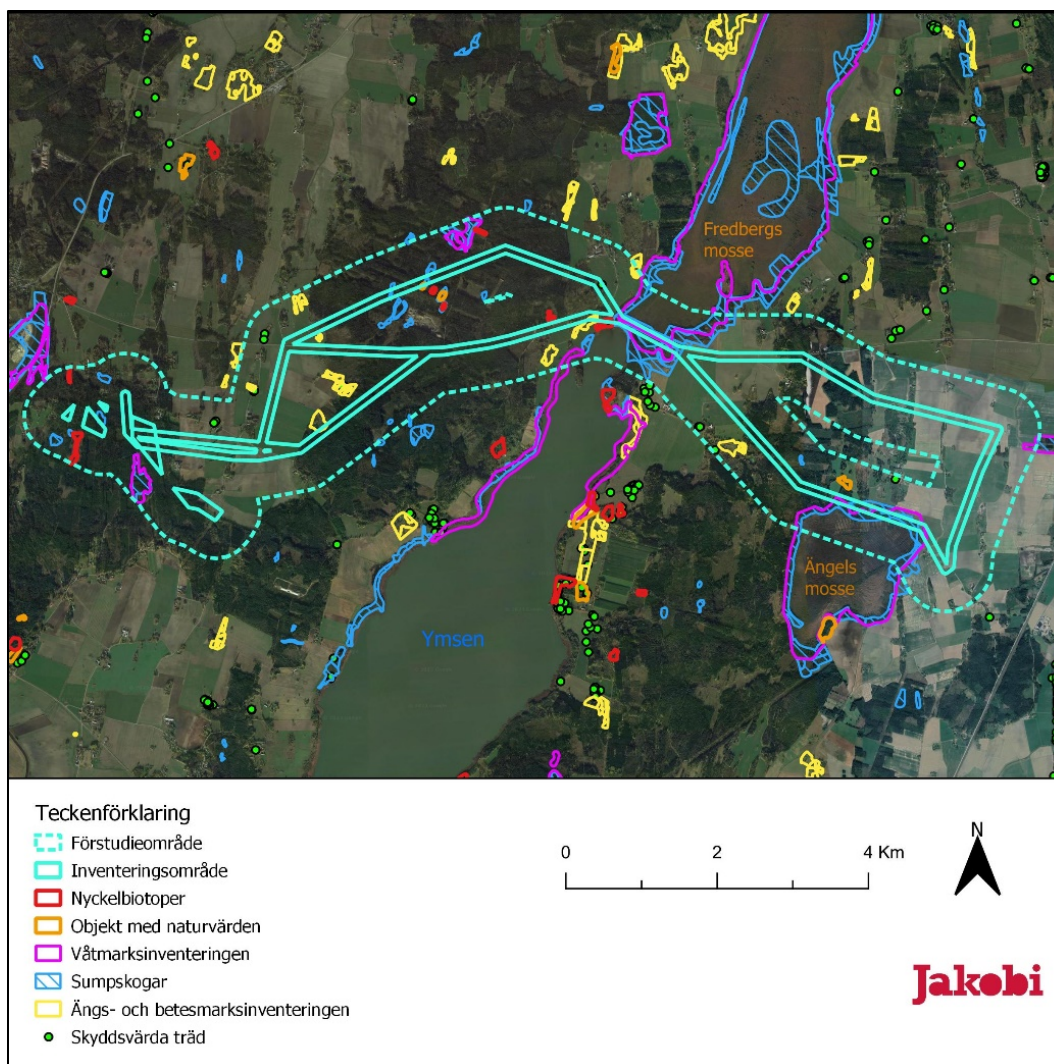 Fredbergs
mosse
Ängels
mosse
Ymsen
Teckenförklaring
Förstudieområde
Inventeringsområde
Nyckelbiotoper
Objekt med naturvärden
Våtmarksinventeringen
Sumpskogar
Ängs- och betesmarksinventeringen
Skyddsvärda träd
0 2 4 Km
N
Jakobi